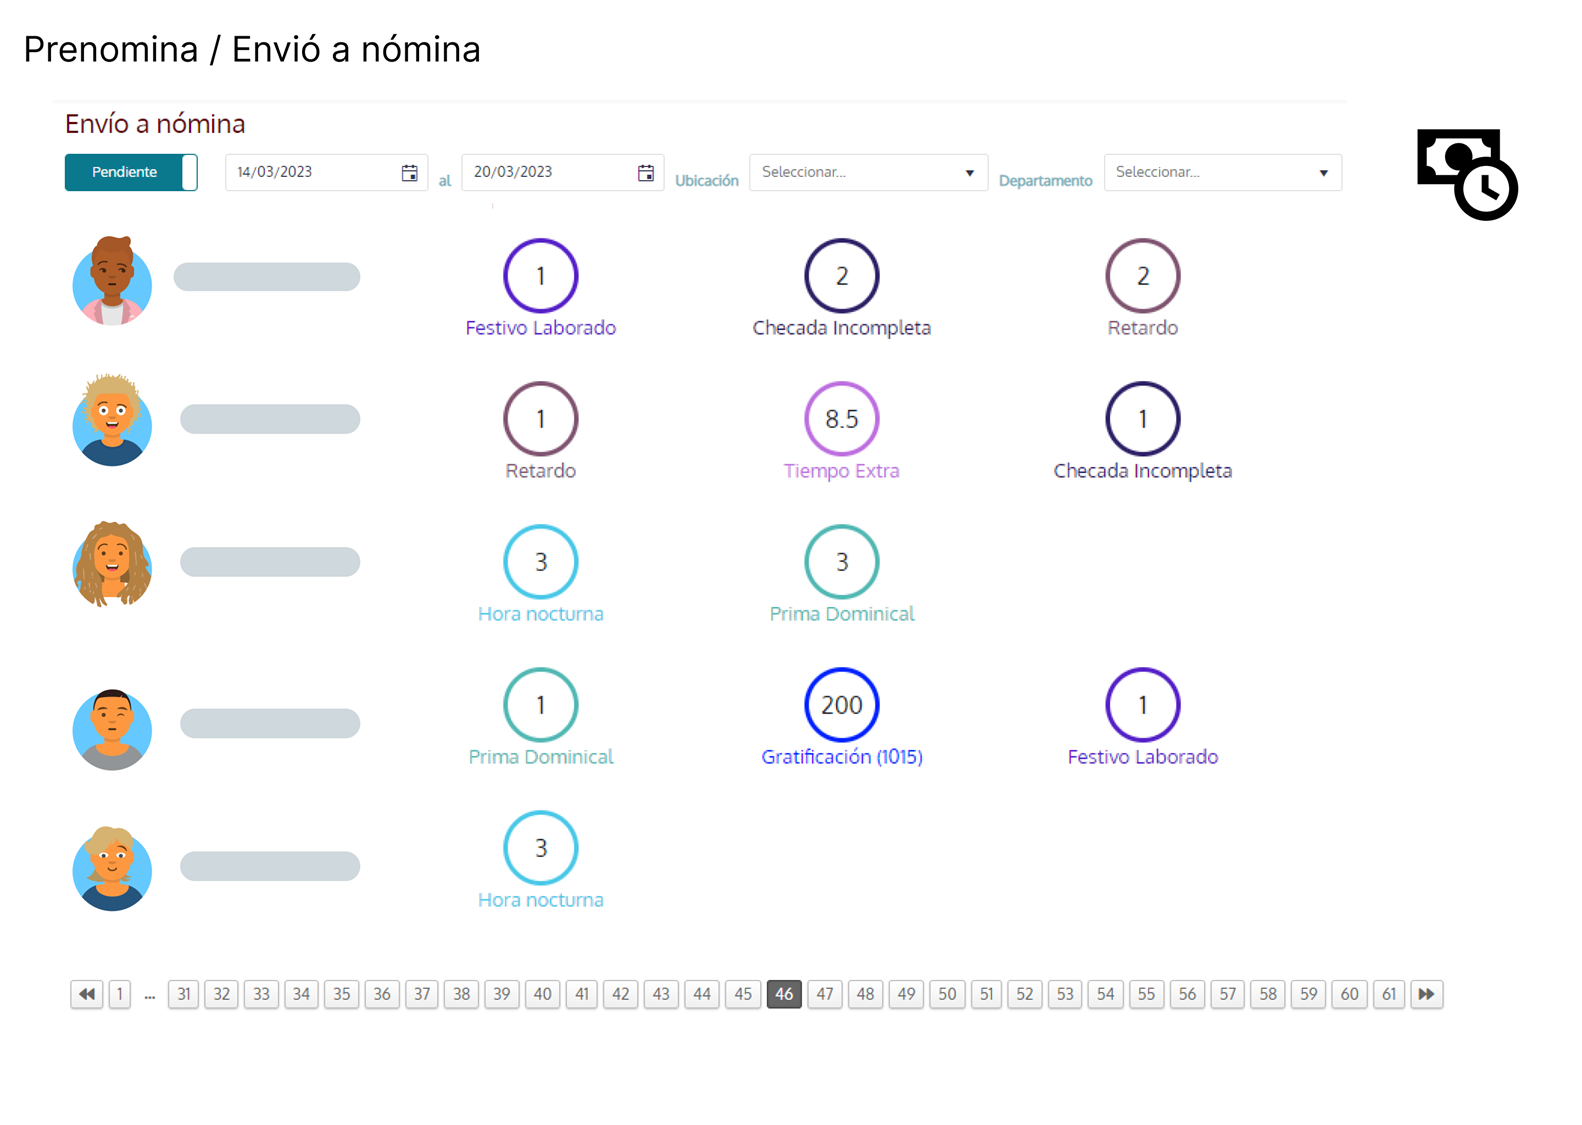 Prenomina / Envió a nómina
Envío a nómina
Pendiente 14/03/2023 al 20/03/2023 Ubicación Seleccionar... Departamento Seleccionar...
1 2 2
Festivo Laborado Checada Incompleta Retardo
1 8.5 1
Retardo Tiempo Extra Checada Incompleta
3 3
Hora nocturna Prima Dominical
1 200 1
Prima Dominical Gratificación (1015) Festivo Laborado
3
Hora nocturna
1 ... 31 32 33 34 35 36 37 38 39 40 41 42 43 44 45 46 47 48 49 50 51 52 53 54 55 56 57 58 59 60 61